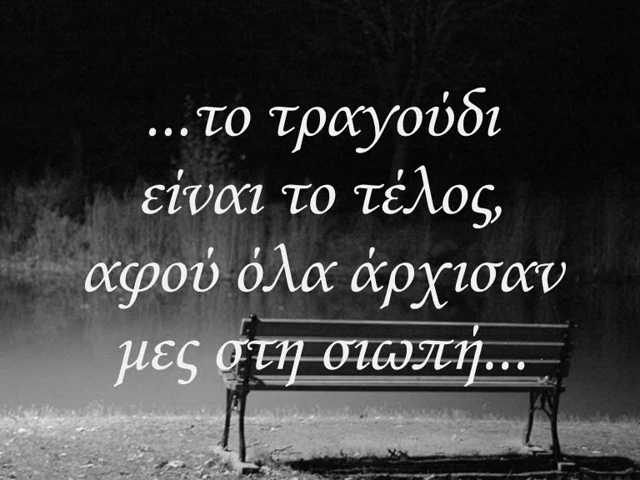 ...το τραγούδι
είναι το τέλος,
αφού όλα άρχισαν
μες στη σιωπή...